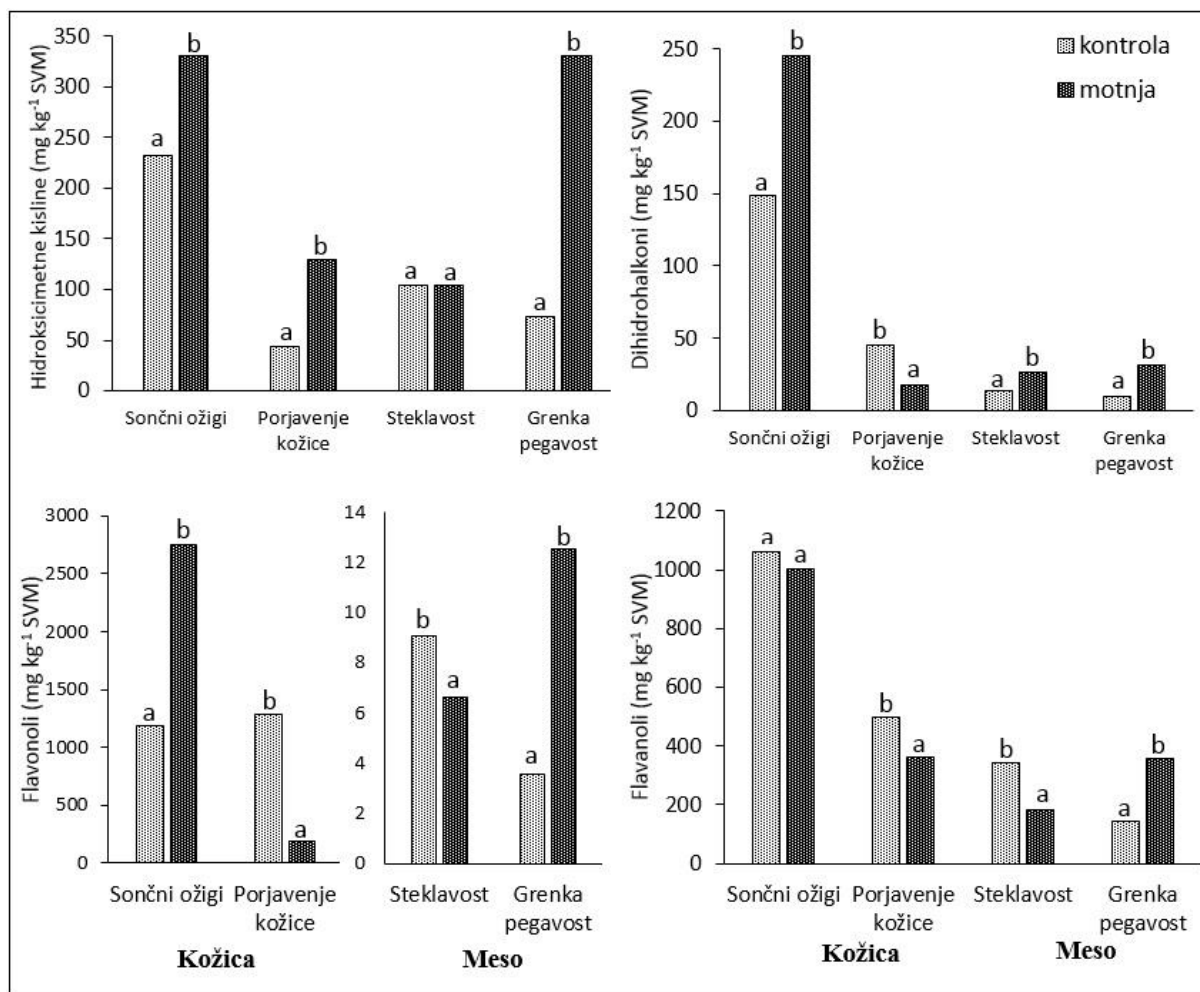 Hidroksicimetne kisline (mg kg⁻¹ SVM)
350
300
250
200
150
100
50
0
a
b
a
b
a
a
a
b
Sončni ožigi
Porjavenje
kožice
Steklavost
Grenka
pegavost
Dihidrohalkoni (mg kg⁻¹ SVM)
250
200
150
100
50
0
a
b
b
a
a
b
a
b
kontrola
motnja
Sončni ožigi
Porjavenje
kožice
Steklavost
Grenka
pegavost
Flavonoli (mg kg⁻¹ SVM)
3000
2500
2000
1500
1000
500
0
a
b
b
a
Sončni ožigi
Porjavenje
kožice
Kožica
14
12
10
8
6
4
2
0
b
a
a
b
Steklavost
Grenka
pegavost
Meso
Flavanoli (mg kg⁻¹ SVM)
1200
1000
800
600
400
200
0
a
a
b
a
b
a
a
b
Sončni ožigi
Porjavenje
kožice
Steklavost
Grenka
pegavost
Kožica
Meso